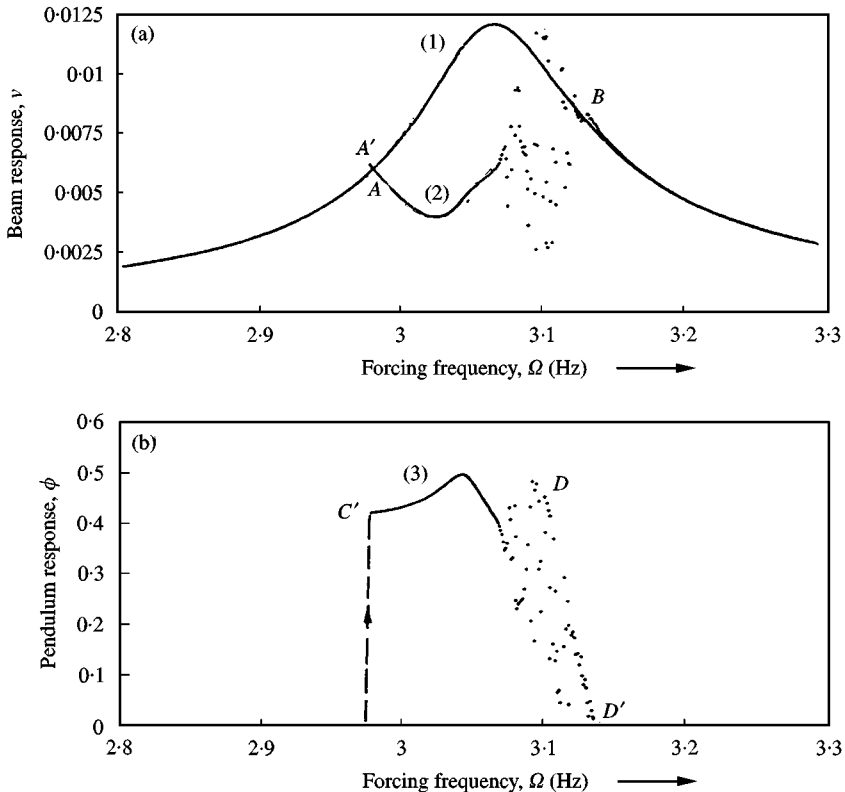 (a)
Beam response, v
0·0125
0·01
0·0075
0·005
0·0025
0
(1)
A′
A
(2)
B
2·8
2·9
3
3·1
3·2
3·3
Forcing frequency, Ω (Hz)
(b)
Pendulum response, ϕ
0·6
0·5
0·4
0·3
0·2
0·1
0
(3)
C′
D
D′
2·8
2·9
3
3·1
3·2
3·3
Forcing frequency, Ω (Hz)